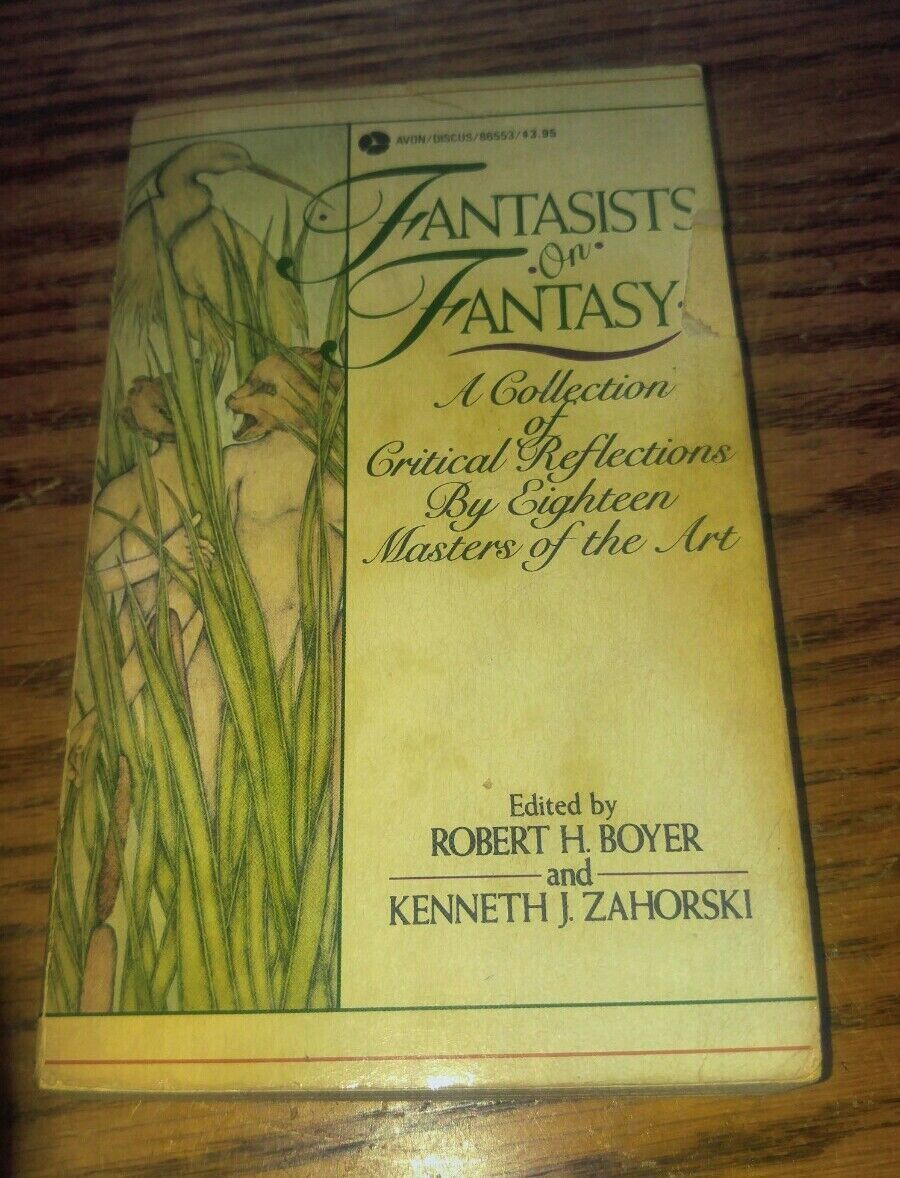 AVON/DISCUS/86553/$3.95
FANTASISTS
·On·
FANTASY·
A Collection
of
Critical Reflections
By Eighteen
Masters of the Art
Edited by
ROBERT H. BOYER
and
KENNETH J. ZAHORSKI